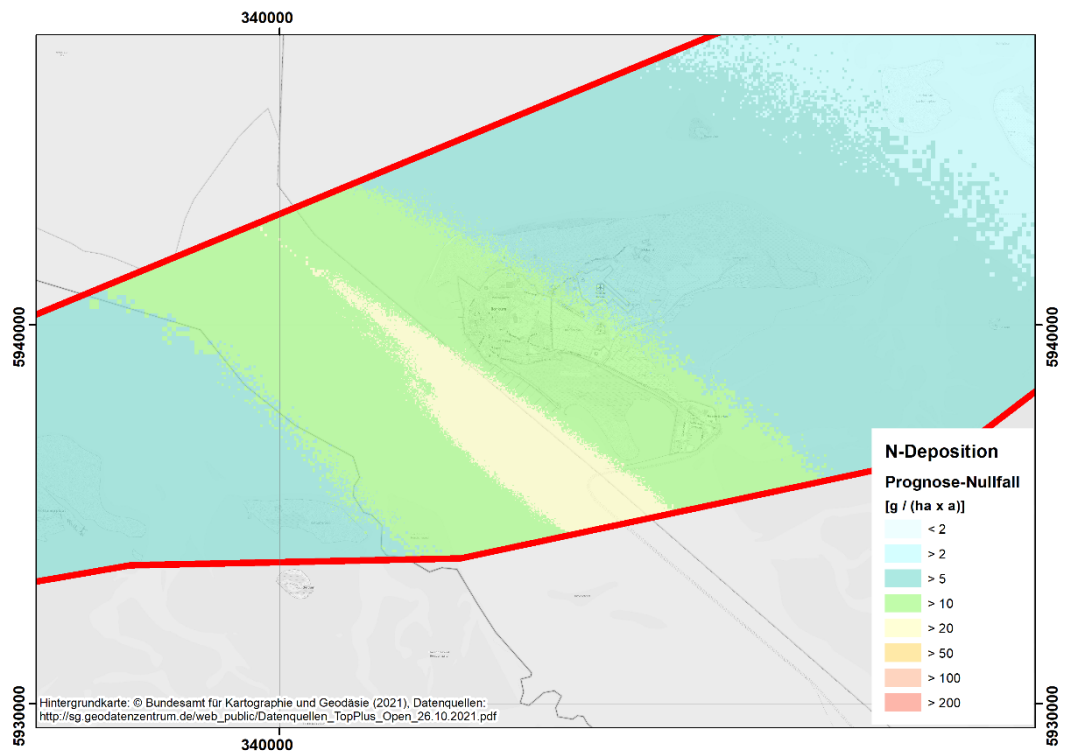 340000
5940000
5940000
N-Deposition
Prognose-Nullfall
[g / (ha x a)]
< 2
> 2
> 5
> 10
> 20
> 50
> 100
> 200
Hintergrundkarte: © Bundesamt für Kartographie und Geodäsie (2021), Datenquellen:
http://sg.geodatenzentrum.de/web_public/Datenquellen_TopPlus_Open_26.10.2021.pdf
5930000
5930000
340000